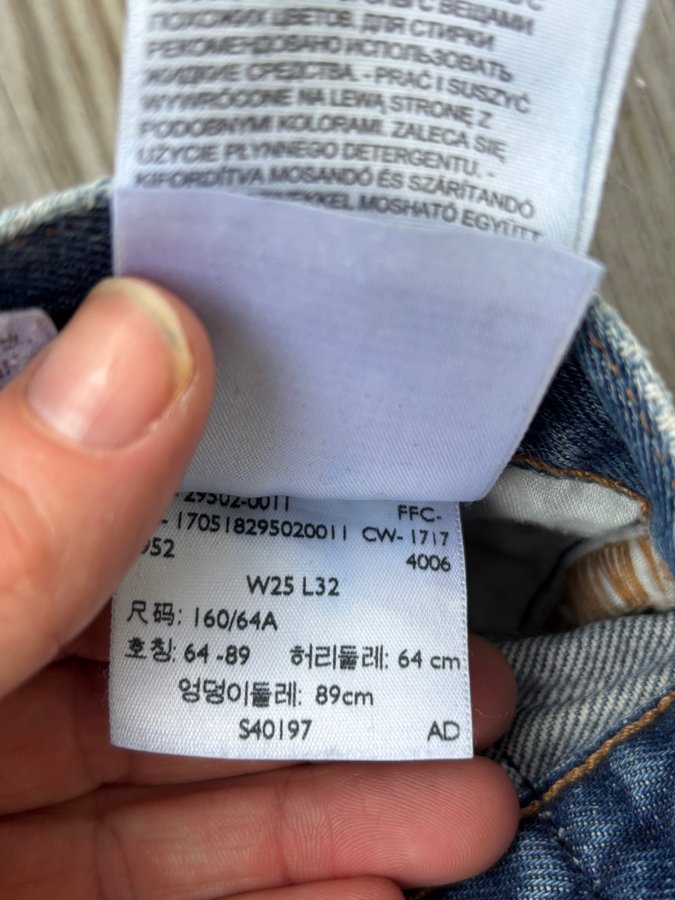 ПОХОЖИХ ЦВЕТОВ. ДЛЯ СТИРКИ
РЕКОМЕНДОВАНО ИСПОЛЬЗОВАТЬ
ЖИДКИЕ СРЕДСТВА. - PRAĆ I SUSZYĆ
WYWRÓCONE NA LEWĄ STRONĘ Z
PODOBNYMI KOLORAMI. ZALECA SIĘ
UŻYCIE PŁYNNEGO DETERGENTU. -
KIFORDÍTVA MOSANDÓ ÉS SZÁRÍTANDÓ
MOSHATÓ EGYÜTT
29502-0011 FFC-
- 170518295020011 CW- 1717
952 4006
W25 L32
尺码: 160/64A
호칭: 64 -89 허리둘레: 64 cm
엉덩이둘레: 89cm
S40197 AD